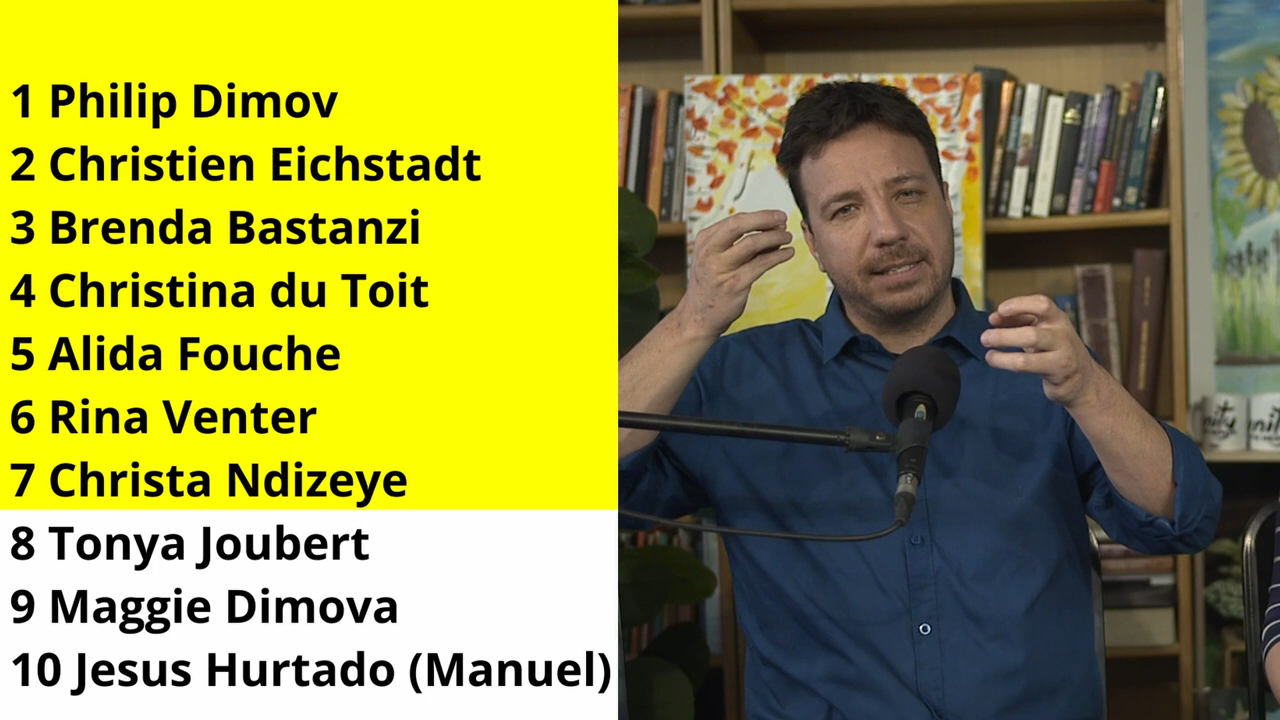 1 Philip Dimov
2 Christien Eichstadt
3 Brenda Bastanzi
4 Christina du Toit
5 Alida Fouche
6 Rina Venter
7 Christa Ndizeye
8 Tonya Joubert
9 Maggie Dimova
10 Jesus Hurtado (Manuel)